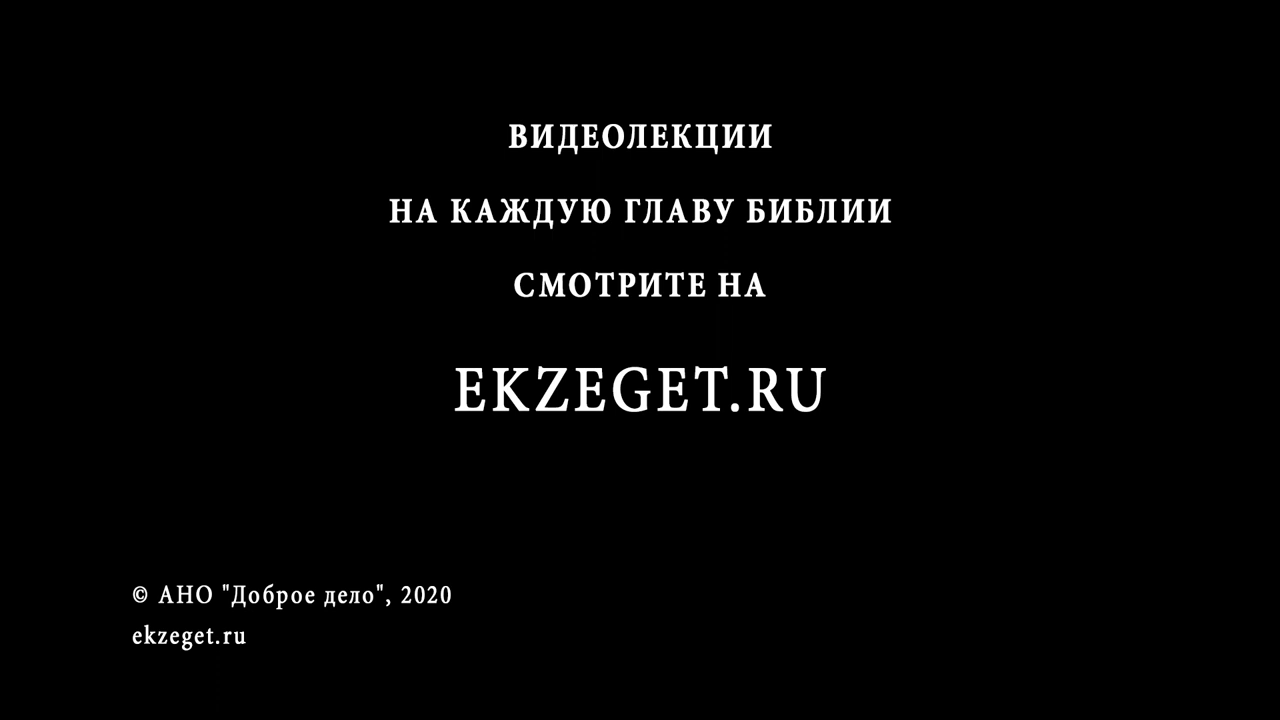 ВИДЕОЛЕКЦИИ
НА КАЖДУЮ ГЛАВУ БИБЛИИ
СМОТРИТЕ НА
EKZEGET.RU
© АНО "Доброе дело", 2020
ekzeget.ru